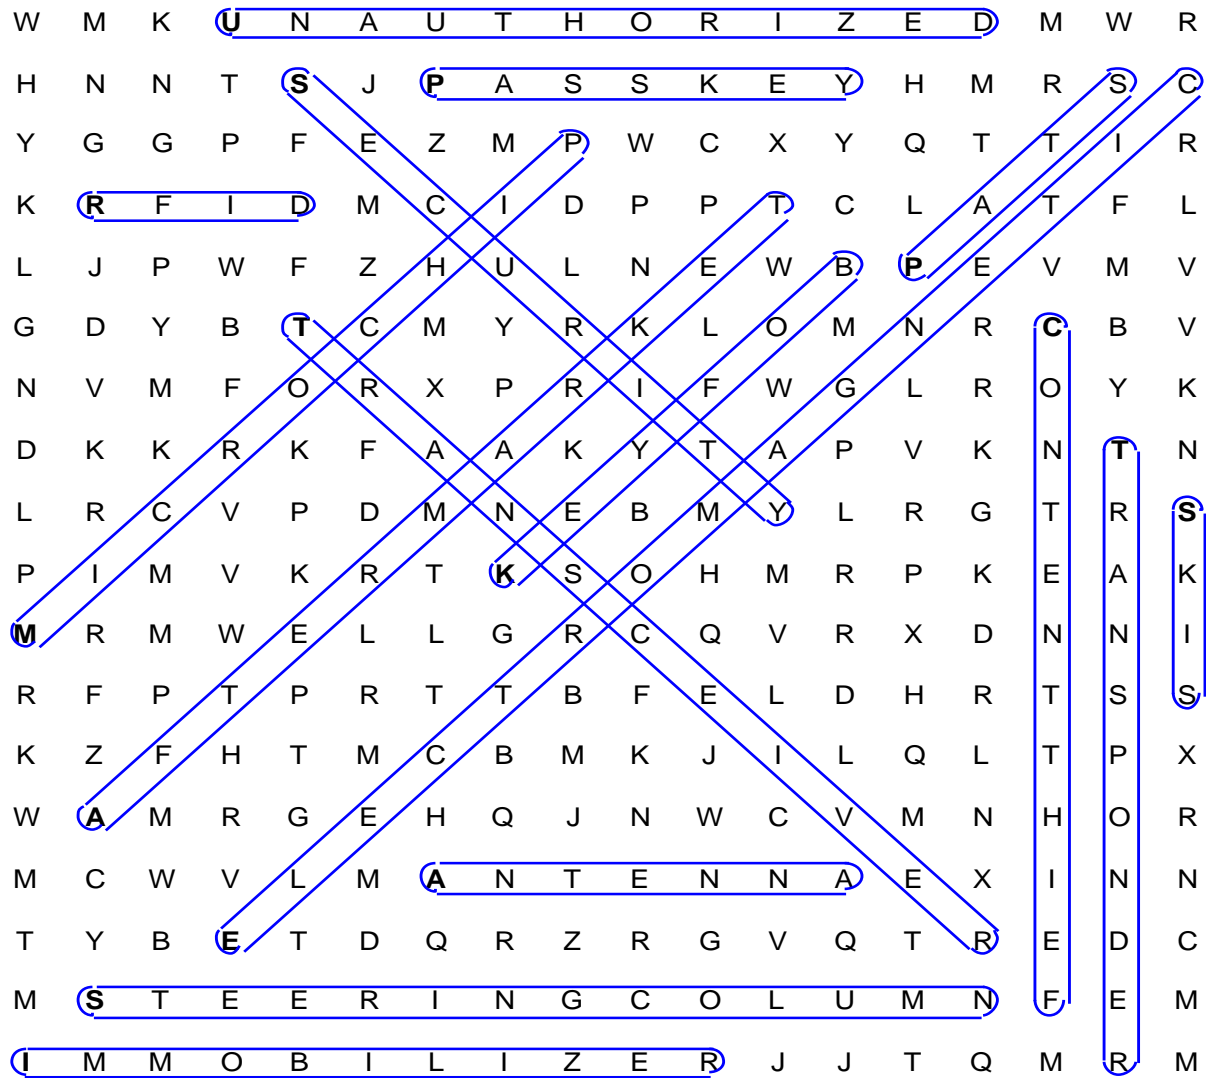 W M K U N A U T H O R I Z E D M W R
H N N T S J P A S S K E Y H M R S C
Y G G P F E Z M P W C X Y Q T T I R
K R F I D M C I D P P T C L A T F L
L J P W F Z H U L N E W B P E V M V
G D Y B T C M Y R K L O M N R C B V
N V M F O R X P R I F W G L R O Y K
D K K R K F A A K Y T A P V K N T N
L R C V P D M N E B M Y L R G T R S
P I M V K R T K S O H M R P K E A K
M R M W E L L G R C Q V R X D N N I
R F P T P R T T B F E L D H R T S S
K Z F H T M C B M K J I L Q L T P X
W A M R G E H Q J N W C V M N H O R
M C W V L M A N T E N N A E X I N N
T Y B E T D Q R Z R G V Q T R E D C
M S T E E R I N G C O L U M N F E M
I M M O B I L I Z E R J J T Q M R M